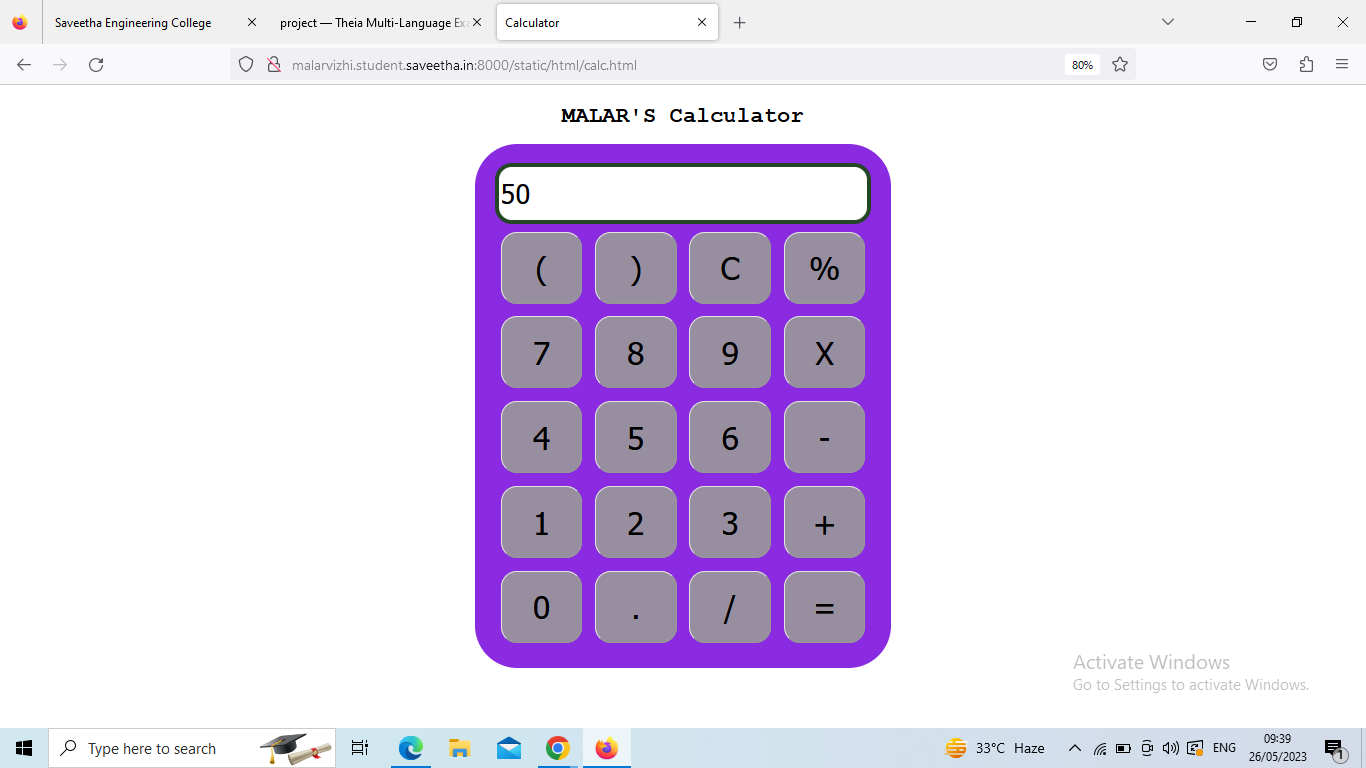 Saveetha Engineering College
project — Theia Multi-Language Exa
Calculator
malarvizhi.student.saveetha.in:8000/static/html/calc.html
80%
MALAR'S Calculator
50
( ) C %
7 8 9 X
4 5 6 -
1 2 3 +
0 . / =
Activate Windows
Go to Settings to activate Windows.
Type here to search
33°C Haze
ENG
09:39
26/05/2023
1